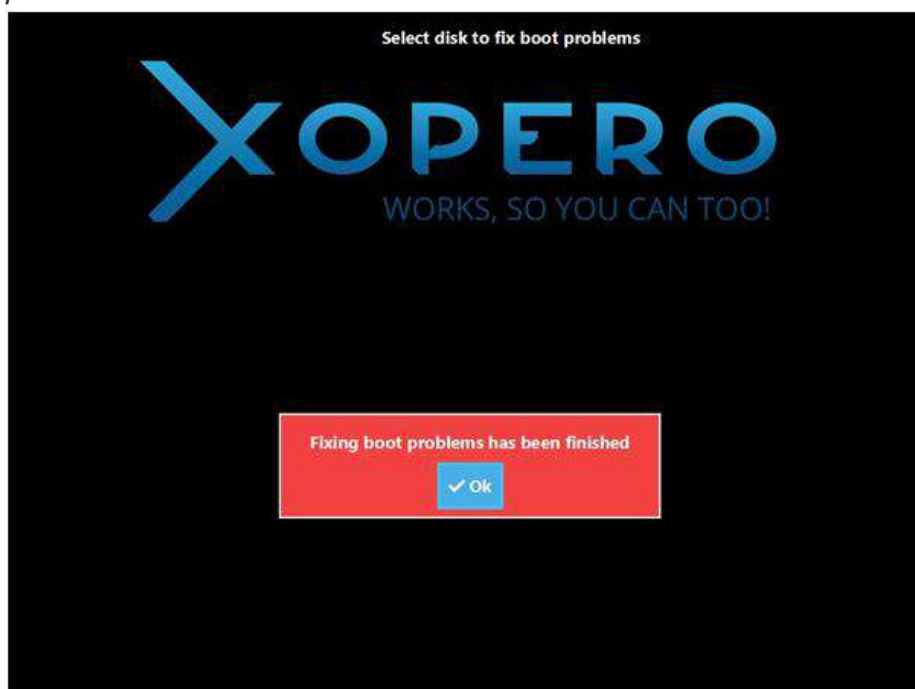 Select disk to fix boot problems
XOPERO
WORKS, SO YOU CAN TOO!
Fixing boot problems has been finished
✓ Ok